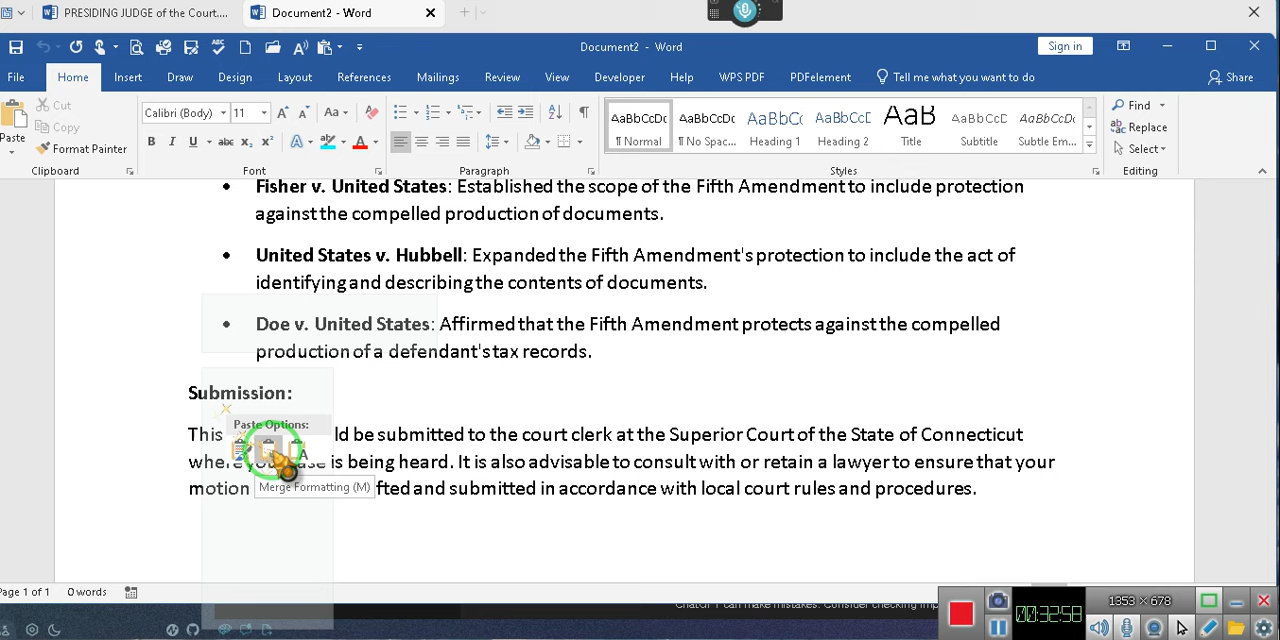 PRESIDING JUDGE of the Court....
Document2 - Word
Document2 - Word
Sign in
File Home Insert Draw Design Layout References Mailings Review View Developer Help WPS PDF PDFelement Tell me what you want to do Share
Paste
Cut
Copy
Format Painter
Clipboard
Calibri (Body) 11
Font
Paragraph
AaBbCcDc AaBbCcDc AaBbCc AaBbCcD AaB AaBbCcD AaBbCcDc
¶ Normal ¶ No Spac... Heading 1 Heading 2 Title Subtitle Subtle Em...
Styles
Find
Replace
Select
Editing
• Fisher v. United States: Established the scope of the Fifth Amendment to include protection
against the compelled production of documents.
• United States v. Hubbell: Expanded the Fifth Amendment's protection to include the act of
identifying and describing the contents of documents.
• Doe v. United States: Affirmed that the Fifth Amendment protects against the compelled
production of a defendant's tax records.
Submission:
Paste Options:
This ld be submitted to the court clerk at the Superior Court of the State of Connecticut
where is being heard. It is also advisable to consult with or retain a lawyer to ensure that your
motion fted and submitted in accordance with local court rules and procedures.
Merge Formatting (M)
Page 1 of 1 0 words
ChatGPT can make mistakes. Consider checking imp
1353 × 678
00:32:58